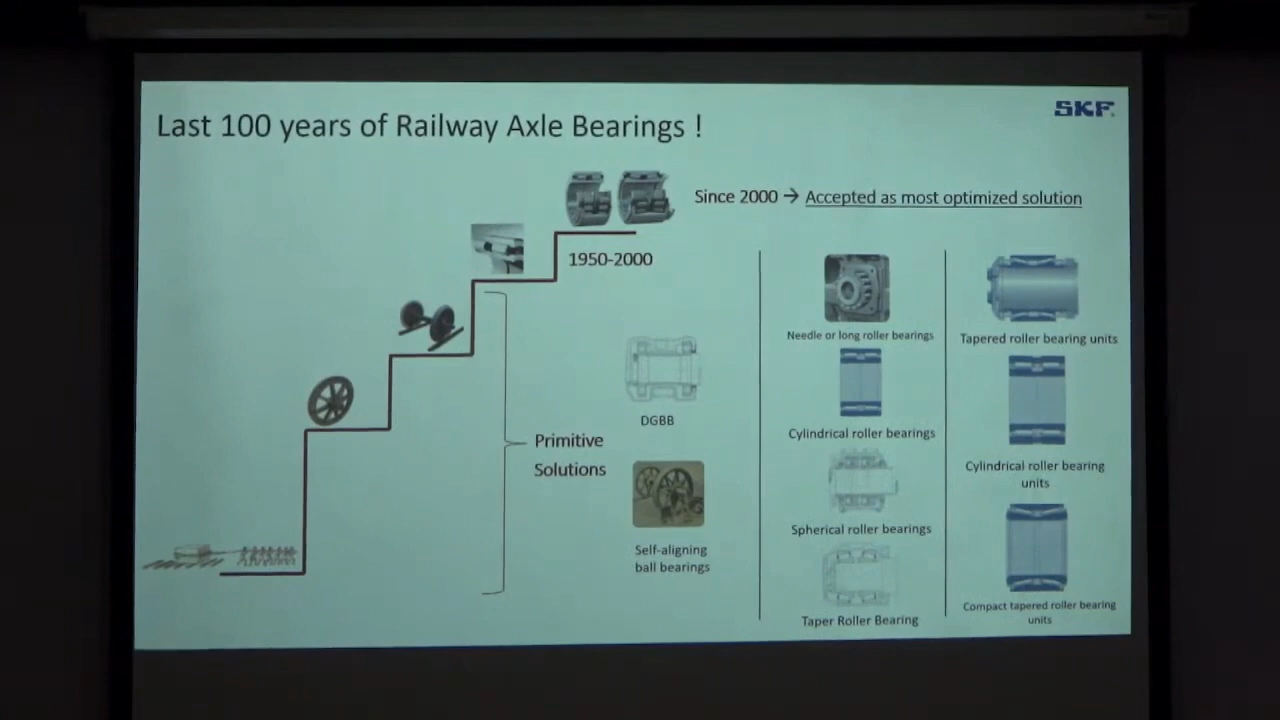 Last 100 years of Railway Axle Bearings !
SKF
Since 2000 → Accepted as most optimized solution
1950-2000
Primitive
Solutions
DGBB
Self-aligning
ball bearings
Needle or long roller bearings
Cylindrical roller bearings
Spherical roller bearings
Taper Roller Bearing
Tapered roller bearing units
Cylindrical roller bearing
units
Compact tapered roller bearing
units